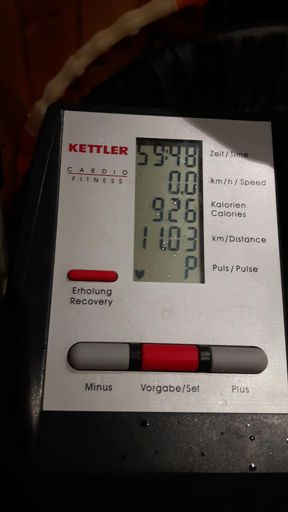 KETTLER
CARDIO
FITNESS
59:48 Zeit/Time
0.0 km/h/Speed
926 Kalorien
Calories
11.03 km/Distance
P Puls/Pulse
Erholung
Recovery
Minus Vorgabe/Set Plus